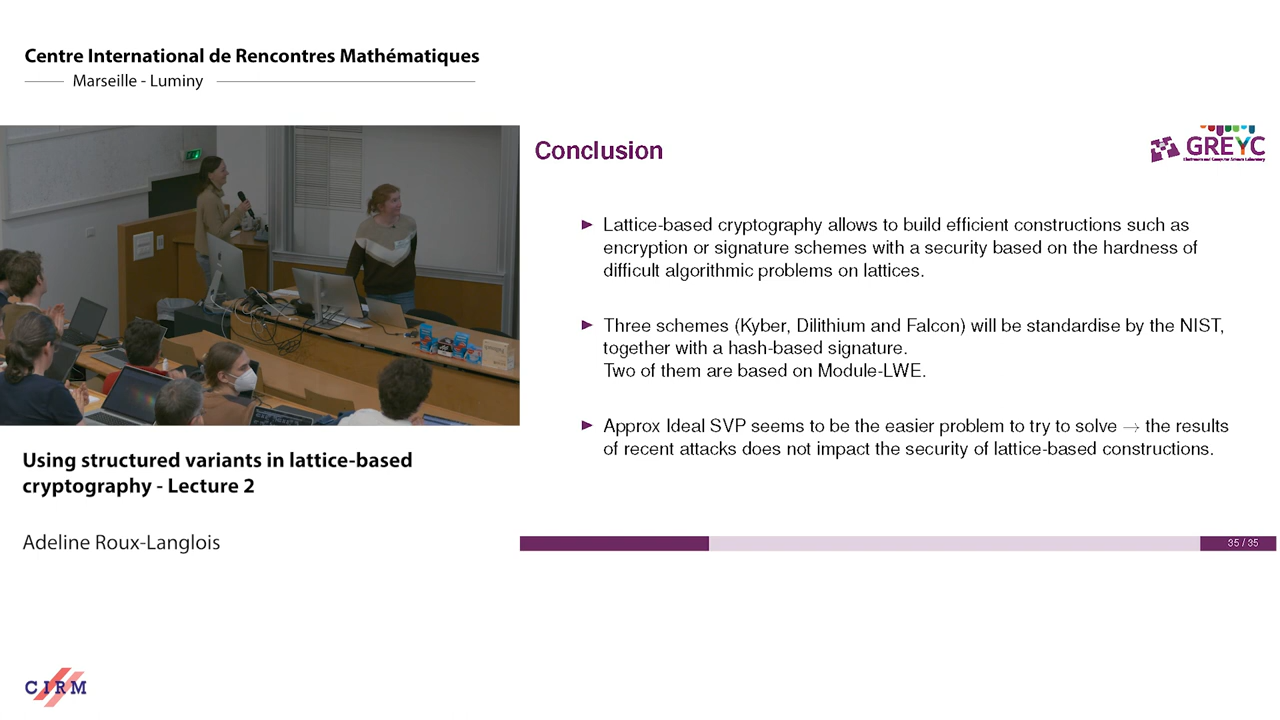 Centre International de Rencontres Mathématiques
Marseille - Luminy
Conclusion
GREYC
Electronics and Computer Science Laboratory
► Lattice-based cryptography allows to build efficient constructions such as
encryption or signature schemes with a security based on the hardness of
difficult algorithmic problems on lattices.
► Three schemes (Kyber, Dilithium and Falcon) will be standardise by the NIST,
together with a hash-based signature.
Two of them are based on Module-LWE.
► Approx Ideal SVP seems to be the easier problem to try to solve → the results
of recent attacks does not impact the security of lattice-based constructions.
35 / 35
Using structured variants in lattice-based
cryptography - Lecture 2
Adeline Roux-Langlois
CIRM